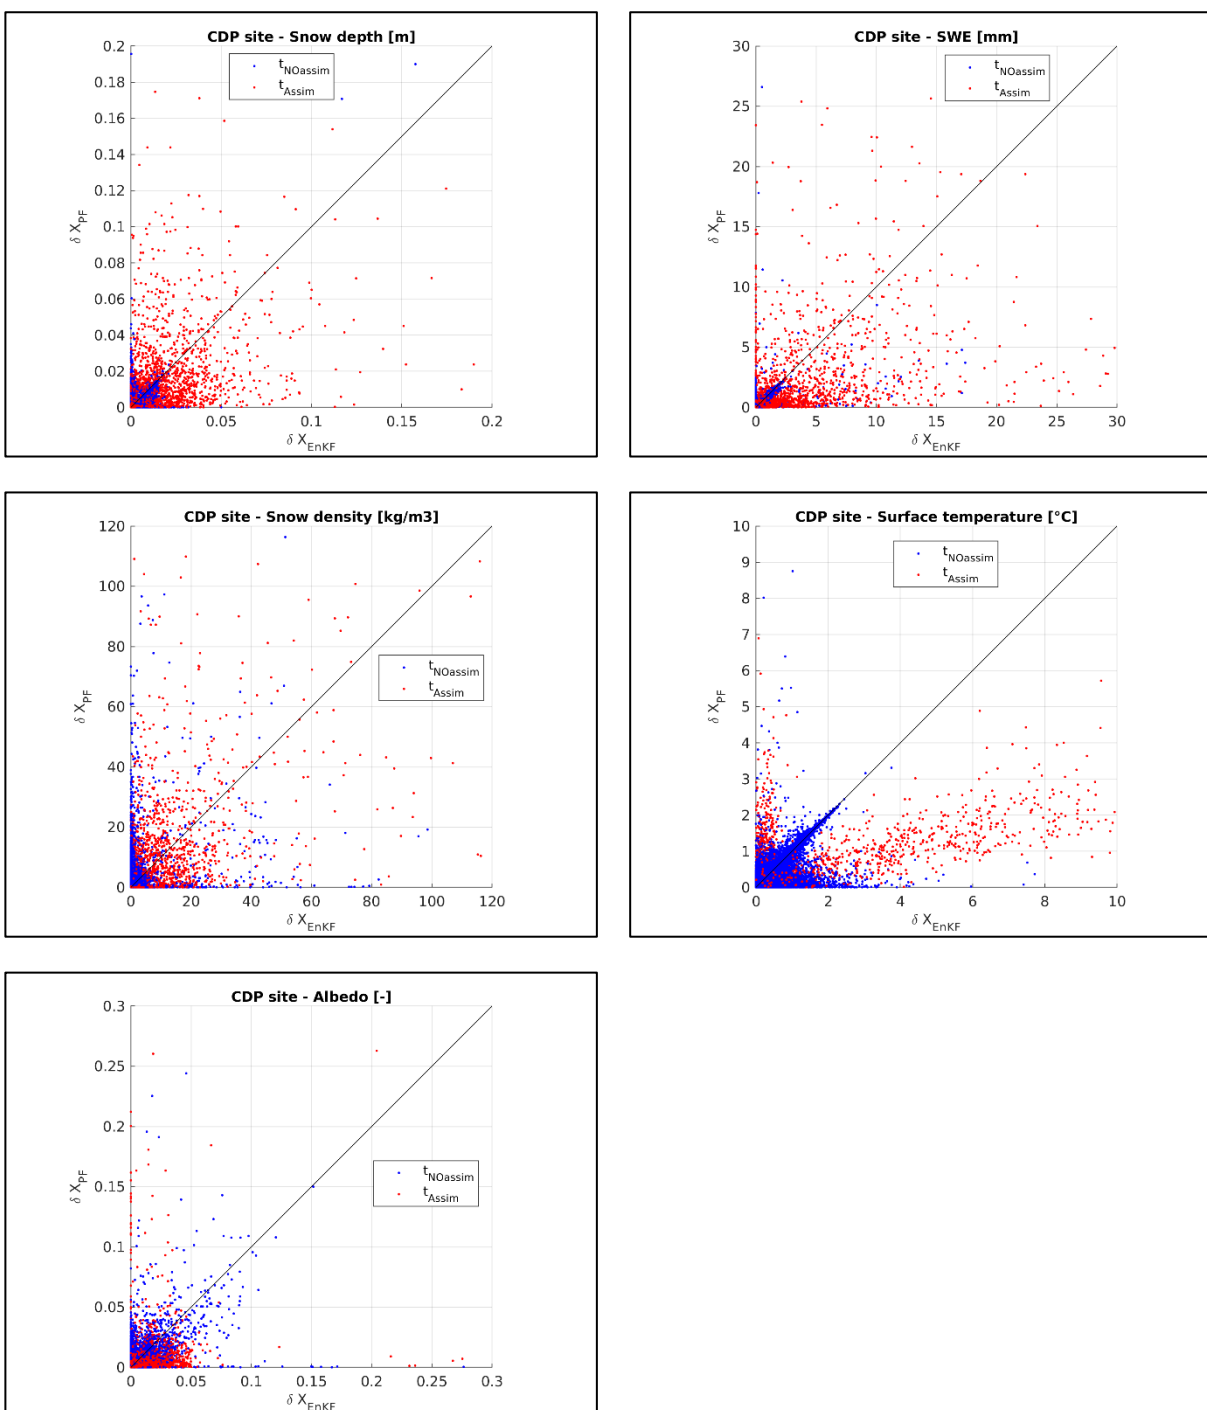 CDP site - Snow depth [m]
t_NOassim
t_Assim
0.2
0.18
0.16
0.14
0.12
0.1
0.08
0.06
0.04
0.02
0
δ X_PF
0 0.05 0.1 0.15 0.2
δ X_EnKF
CDP site - SWE [mm]
t_NOassim
t_Assim
30
25
20
15
10
5
0
δ X_PF
0 5 10 15 20 25 30
δ X_EnKF
CDP site - Snow density [kg/m3]
120
100
80
60
40
20
0
δ X_PF
t_NOassim
t_Assim
0 20 40 60 80 100 120
δ X_EnKF
CDP site - Surface temperature [°C]
t_NOassim
t_Assim
10
9
8
7
6
5
4
3
2
1
0
δ X_PF
0 2 4 6 8 10
δ X_EnKF
CDP site - Albedo [-]
0.3
0.25
0.2
0.15
0.1
0.05
0
δ X_PF
t_NOassim
t_Assim
0 0.05 0.1 0.15 0.2 0.25 0.3
δ X_EnKF